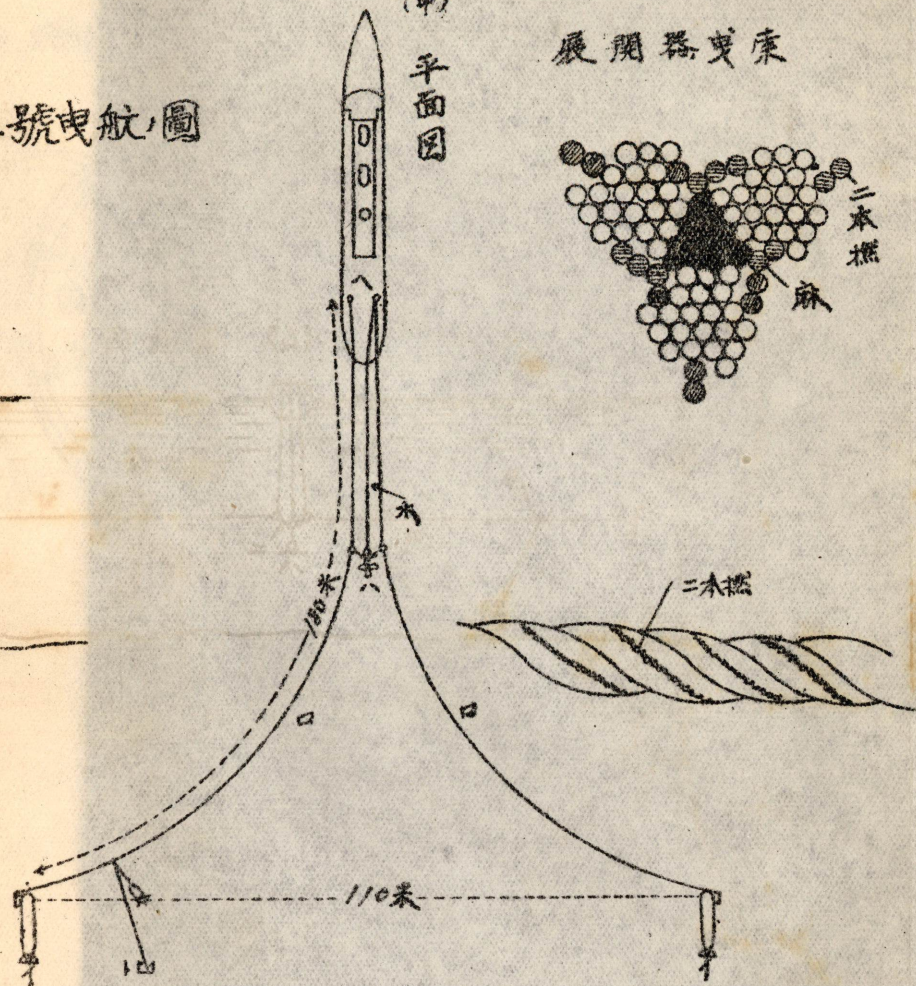 (甲)
平面図
展開器曳索
號曳航ノ圖
二本撚
麻
ハ
ホ
180米
ハ
二本撚
ロ
ロ
110米